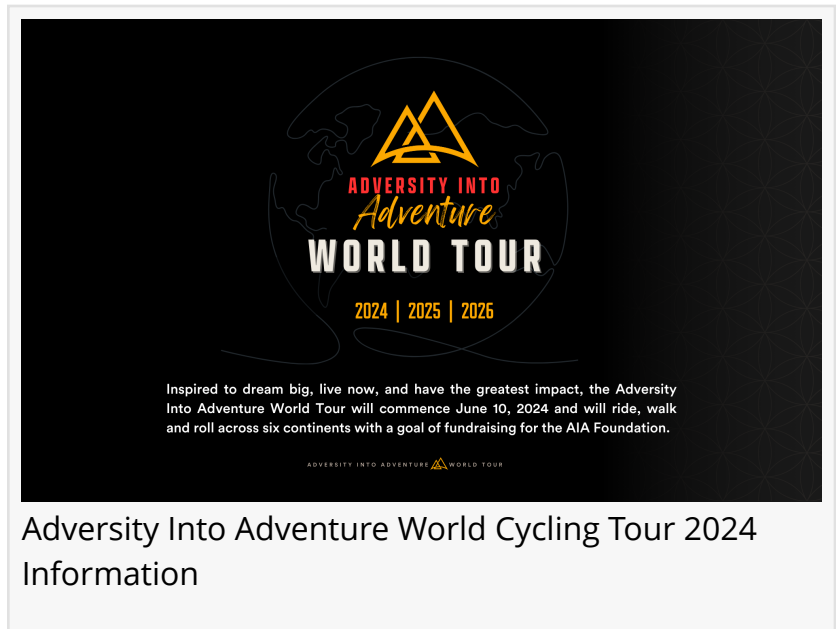 ADVERSITY INTO
Adventure
WORLD TOUR
2024 | 2025 | 2026
Inspired to dream big, live now, and have the greatest impact, the Adversity
Into Adventure World Tour will commence June 10, 2024 and will ride, walk
and roll across six continents with a goal of fundraising for the AIA Foundation.
ADVERSITY INTO ADVENTURE WORLD TOUR
Adversity Into Adventure World Cycling Tour 2024
Information